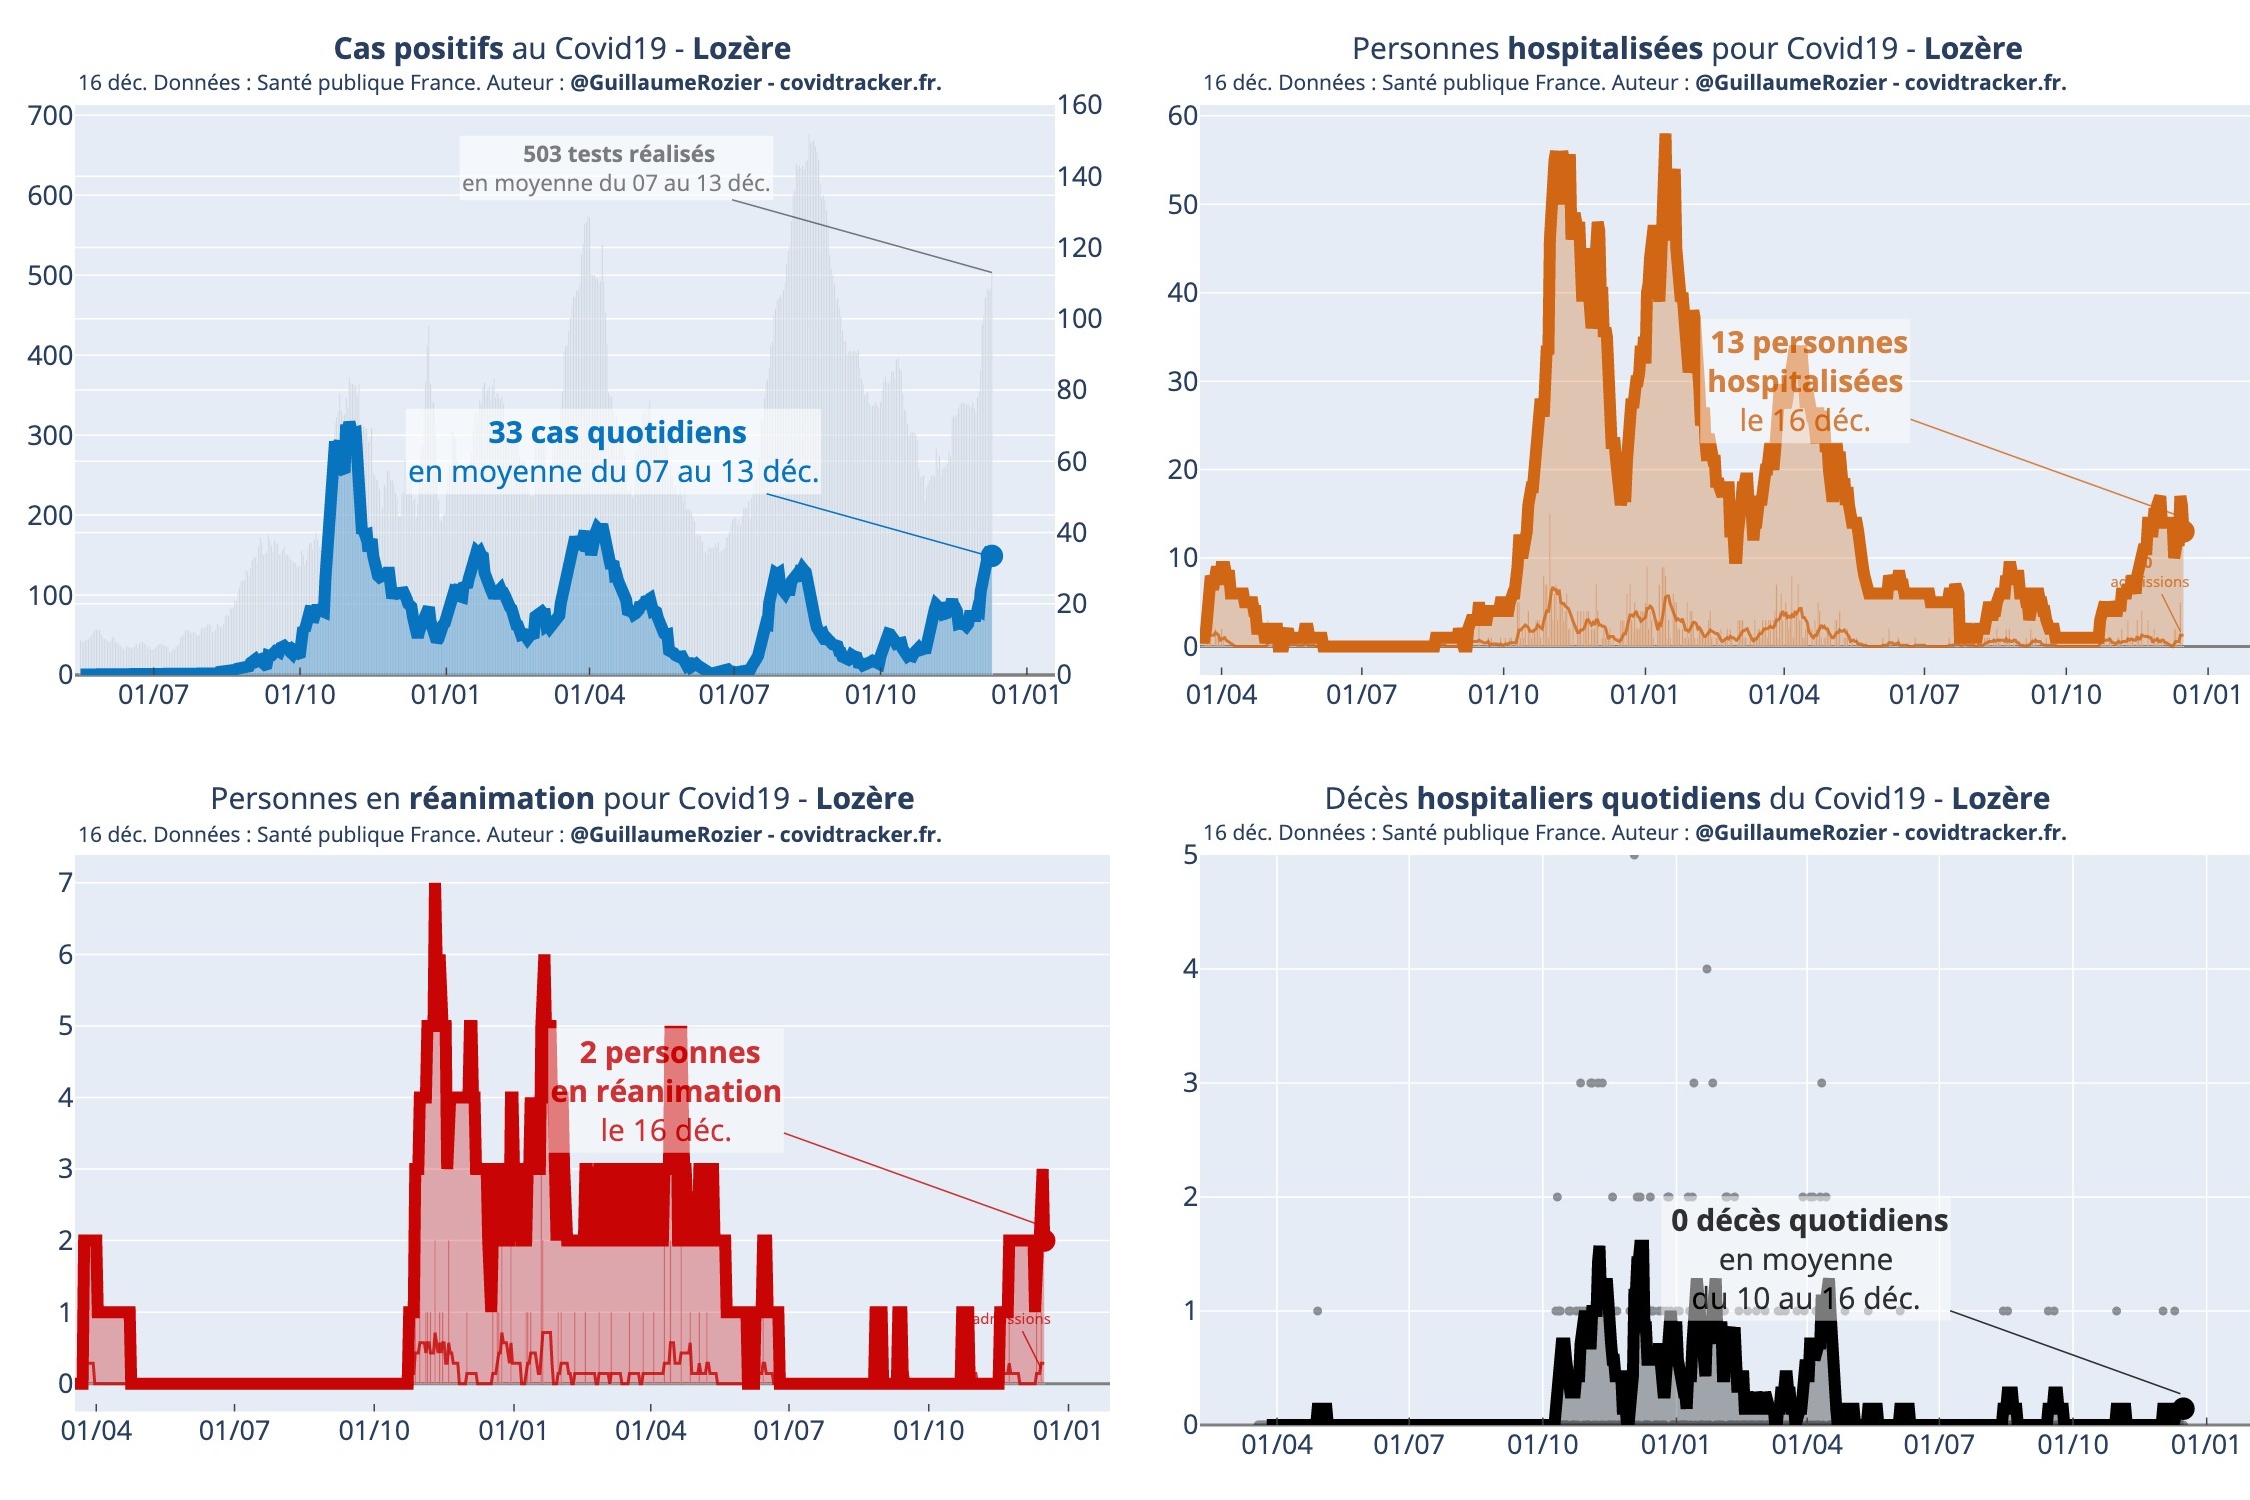 Cas positifs au Covid19 - Lozère
16 déc. Données : Santé publique France. Auteur : @GuillaumeRozier - covidtracker.fr.
700
600
500
400
300
200
100
0
160
140
120
100
80
60
40
20
0
503 tests réalisés
en moyenne du 07 au 13 déc.
33 cas quotidiens
en moyenne du 07 au 13 déc.
01/07 01/10 01/01 01/04 01/07 01/10 01/01
Personnes hospitalisées pour Covid19 - Lozère
16 déc. Données : Santé publique France. Auteur : @GuillaumeRozier - covidtracker.fr.
60
50
40
30
20
10
0
13 personnes
hospitalisées
le 16 déc.
0
admissions
01/04 01/07 01/10 01/01 01/04 01/07 01/10 01/01
Personnes en réanimation pour Covid19 - Lozère
16 déc. Données : Santé publique France. Auteur : @GuillaumeRozier - covidtracker.fr.
7
6
5
4
3
2
1
0
2 personnes
en réanimation
le 16 déc.
admissions
01/04 01/07 01/10 01/01 01/04 01/07 01/10 01/01
Décès hospitaliers quotidiens du Covid19 - Lozère
16 déc. Données : Santé publique France. Auteur : @GuillaumeRozier - covidtracker.fr.
5
4
3
2
1
0
0 décès quotidiens
en moyenne
du 10 au 16 déc.
01/04 01/07 01/10 01/01 01/04 01/07 01/10 01/01